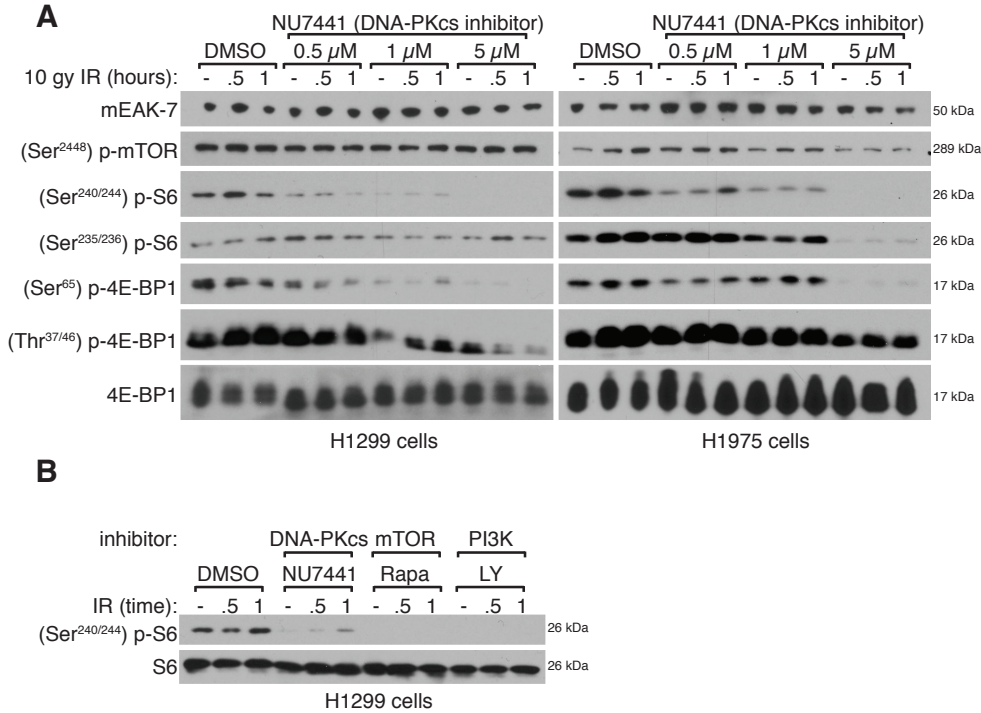 A
NU7441 (DNA-PKcs inhibitor) NU7441 (DNA-PKcs inhibitor)
DMSO 0.5 µM 1 µM 5 µM DMSO 0.5 µM 1 µM 5 µM
10 gy IR (hours): - .5 1 - .5 1 - .5 1 - .5 1 - .5 1 - .5 1 - .5 1 - .5 1
mEAK-7 50 kDa
(Ser2448) p-mTOR 289 kDa
(Ser240/244) p-S6 26 kDa
(Ser235/236) p-S6 26 kDa
(Ser65) p-4E-BP1 17 kDa
(Thr37/46) p-4E-BP1 17 kDa
4E-BP1 17 kDa
H1299 cells H1975 cells
B
inhibitor: DNA-PKcs mTOR PI3K
DMSO NU7441 Rapa LY
IR (time): - .5 1 - .5 1 - .5 1 - .5 1
(Ser240/244) p-S6 26 kDa
S6 26 kDa
H1299 cells